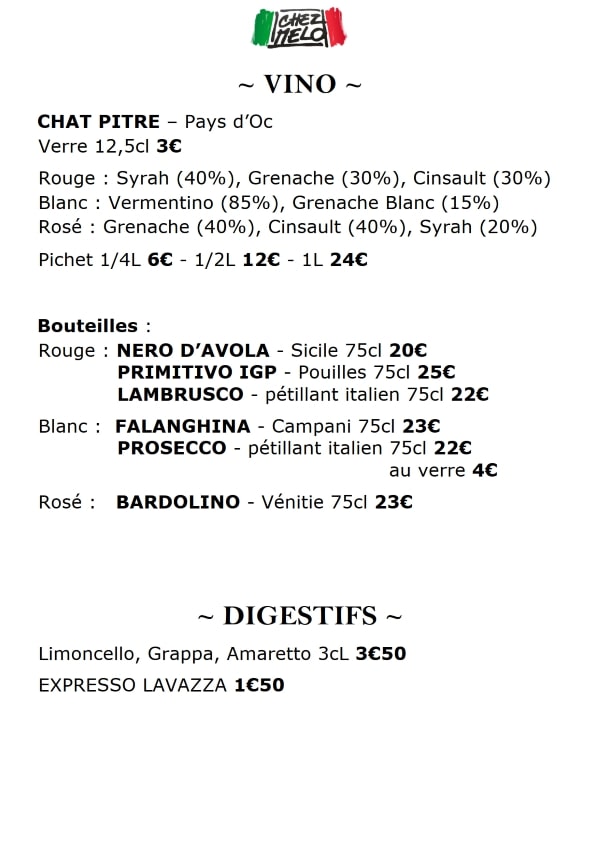 CHEZ
MELO
~ VINO ~
CHAT PITRE – Pays d’Oc
Verre 12,5cl 3€
Rouge : Syrah (40%), Grenache (30%), Cinsault (30%)
Blanc : Vermentino (85%), Grenache Blanc (15%)
Rosé : Grenache (40%), Cinsault (40%), Syrah (20%)
Pichet 1/4L 6€ - 1/2L 12€ - 1L 24€
Bouteilles :
Rouge : NERO D’AVOLA - Sicile 75cl 20€
PRIMITIVO IGP - Pouilles 75cl 25€
LAMBRUSCO - pétillant italien 75cl 22€
Blanc : FALANGHINA - Campani 75cl 23€
PROSECCO - pétillant italien 75cl 22€
au verre 4€
Rosé : BARDOLINO - Vénitie 75cl 23€
~ DIGESTIFS ~
Limoncello, Grappa, Amaretto 3cL 3€50
EXPRESSO LAVAZZA 1€50